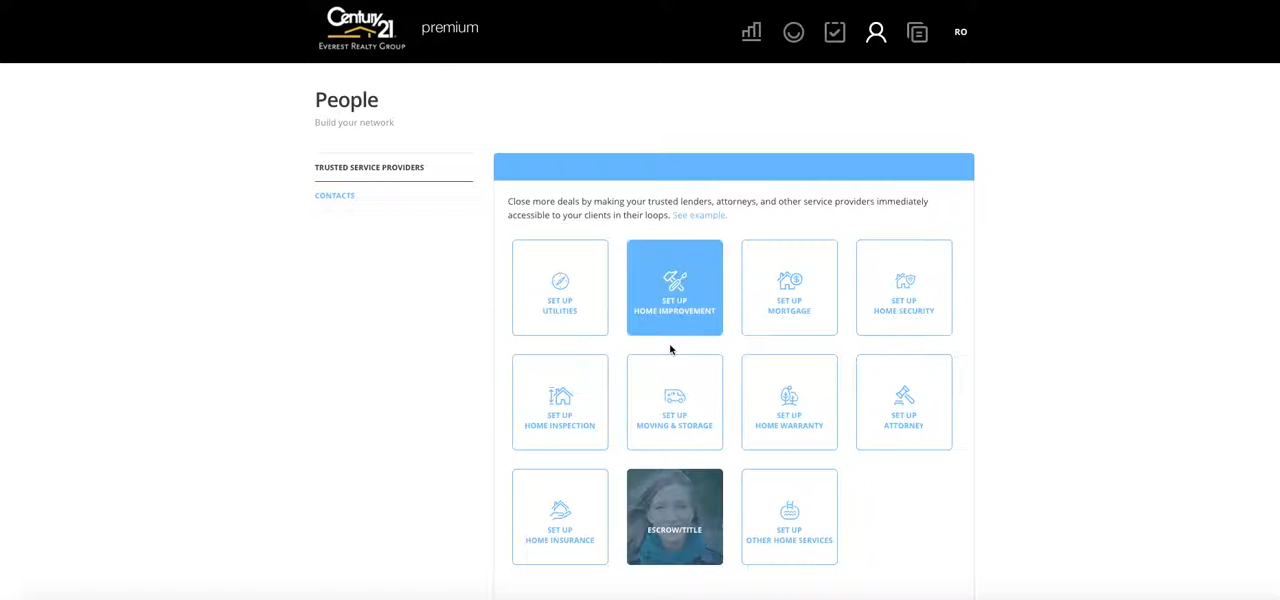 Century 21
EVEREST REALTY GROUP
premium
RO
People
Build your network
TRUSTED SERVICE PROVIDERS
CONTACTS
Close more deals by making your trusted lenders, attorneys, and other service providers immediately
accessible to your clients in their loops. See example.
SET UP
UTILITIES
SET UP
HOME IMPROVEMENT
SET UP
MORTGAGE
SET UP
HOME SECURITY
SET UP
HOME INSPECTION
SET UP
MOVING & STORAGE
SET UP
HOME WARRANTY
SET UP
ATTORNEY
SET UP
HOME INSURANCE
ESCROW/TITLE
SET UP
OTHER HOME SERVICES